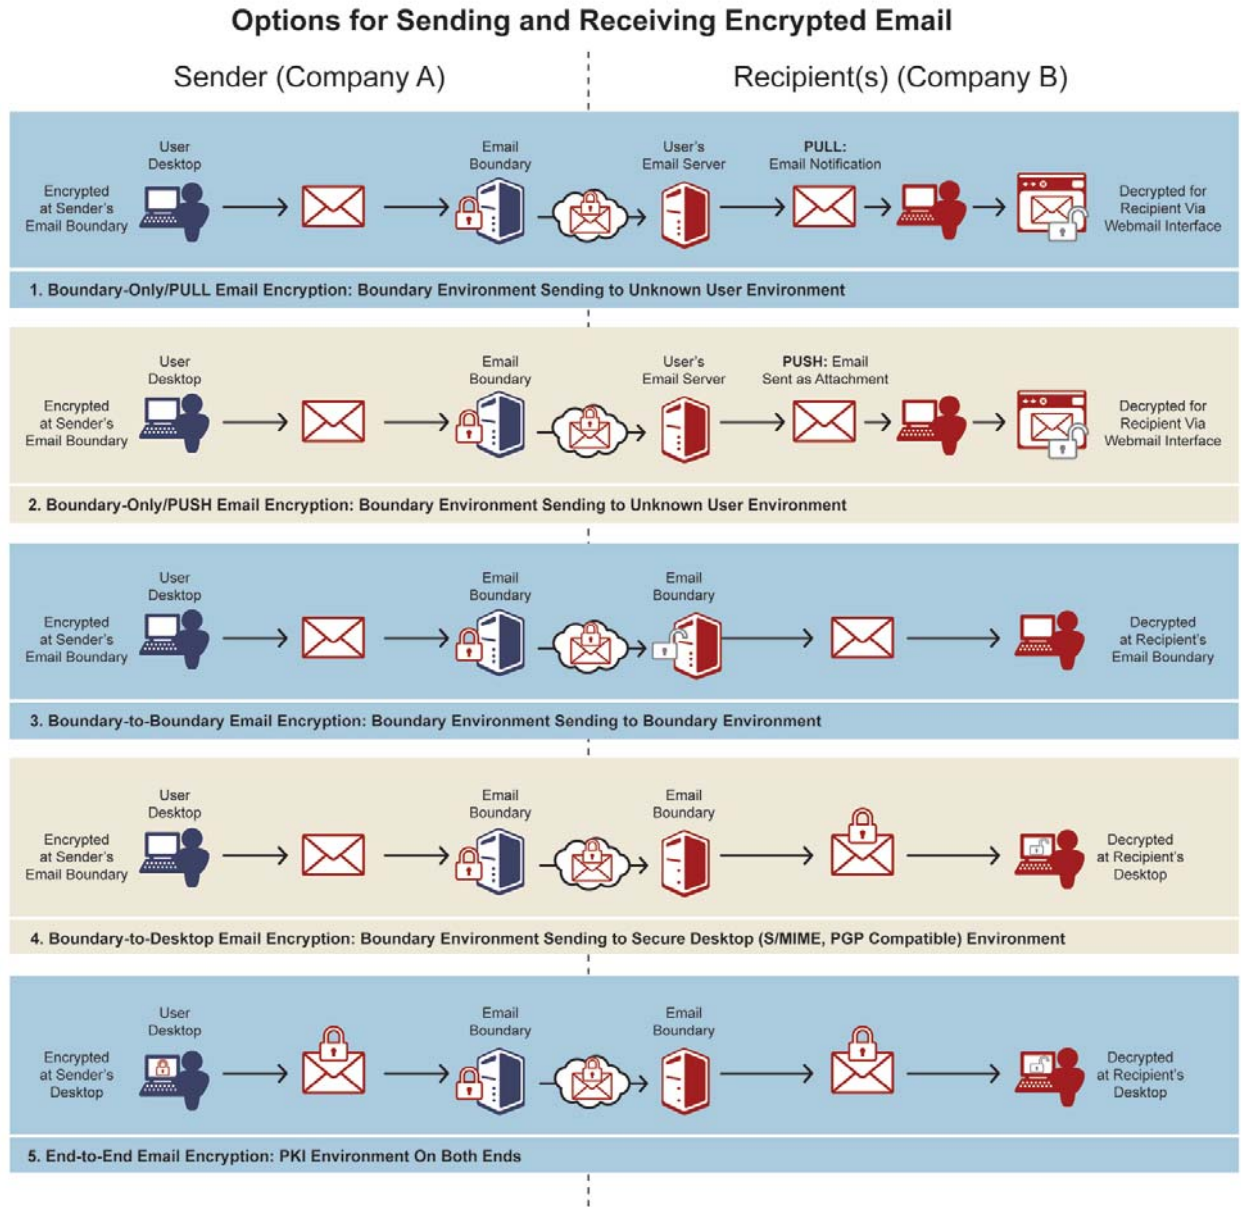 Options for Sending and Receiving Encrypted Email
Sender (Company A)
Recipient(s) (Company B)
Encrypted
at Sender's
Email Boundary
User
Desktop
Email
Boundary
User's
Email Server
PULL:
Email Notification
Decrypted for
Recipient Via
Webmail Interface
1. Boundary-Only/PULL Email Encryption: Boundary Environment Sending to Unknown User Environment
Encrypted
at Sender's
Email Boundary
User
Desktop
Email
Boundary
User's
Email Server
PUSH: Email
Sent as Attachment
Decrypted for
Recipient Via
Webmail Interface
2. Boundary-Only/PUSH Email Encryption: Boundary Environment Sending to Unknown User Environment
Encrypted
at Sender's
Email Boundary
User
Desktop
Email
Boundary
Email
Boundary
Decrypted
at Recipient's
Email Boundary
3. Boundary-to-Boundary Email Encryption: Boundary Environment Sending to Boundary Environment
Encrypted
at Sender's
Email Boundary
User
Desktop
Email
Boundary
Email
Boundary
Decrypted
at Recipient's
Desktop
4. Boundary-to-Desktop Email Encryption: Boundary Environment Sending to Secure Desktop (S/MIME, PGP Compatible) Environment
Encrypted
at Sender's
Desktop
User
Desktop
Email
Boundary
Email
Boundary
Decrypted
at Recipient's
Desktop
5. End-to-End Email Encryption: PKI Environment On Both Ends